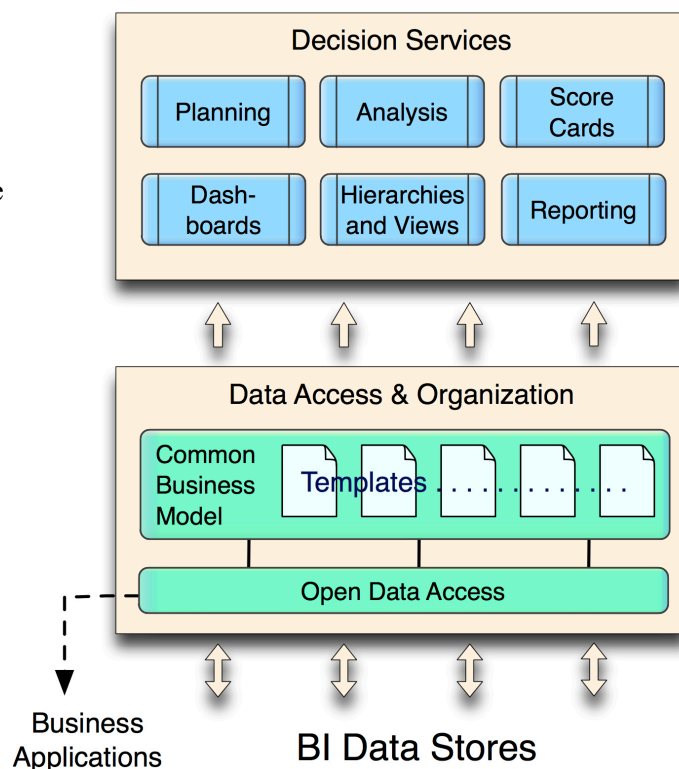 Decision Services
Planning
Analysis
Score
Cards
e
Dash-
boards
Hierarchies
and Views
Reporting
Data Access & Organization
Common
Business
Model
Templates . . . . . . . . . . . . .
Open Data Access
Business
Applications
BI Data Stores